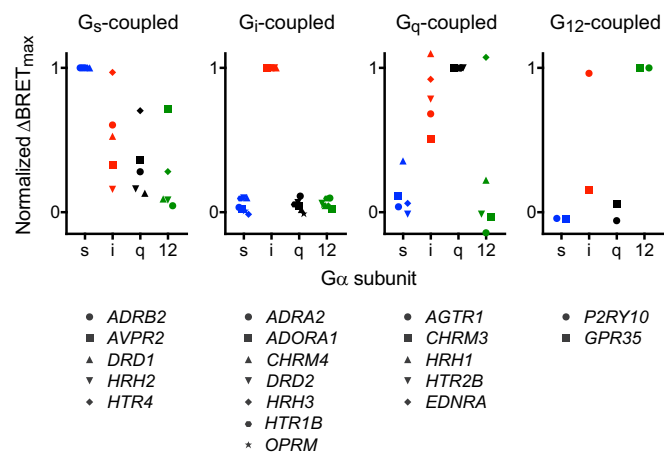 Gs-coupled Gi-coupled Gq-coupled G12-coupled
Normalized ΔBRETmax
1 1 1 1
0 0 0 0
s i q 12 s i q 12 s i q 12 s i q 12
Gα subunit
ADRB2 ADRA2 AGTR1 P2RY10
AVPR2 ADORA1 CHRM3 GPR35
DRD1 CHRM4 HRH1
HRH2 DRD2 HTR2B
HTR4 HRH3 EDNRA
HTR1B
OPRM